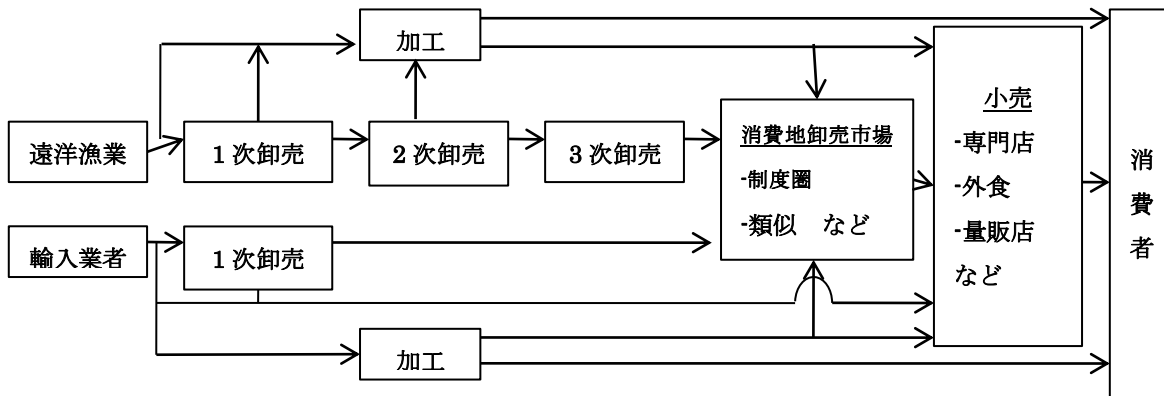 加工
遠洋漁業
1次卸売
2次卸売
3次卸売
消費地卸売市場
-制度圏
-類似　など
小売
-専門店
-外食
-量販店
など
消費者
輸入業者
1次卸売
加工